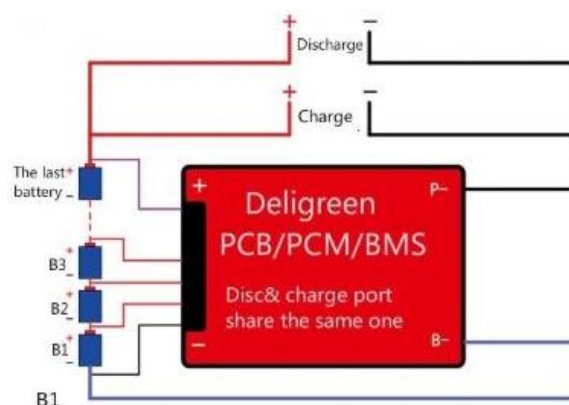 + −
Discharge
+ −
Charge
The last
battery
+
−
+
Deligreen
PCB/PCM/BMS
Disc& charge port
share the same one
−
P−
B−
+
B3
−
+
B2
−
+
B1
−
B1